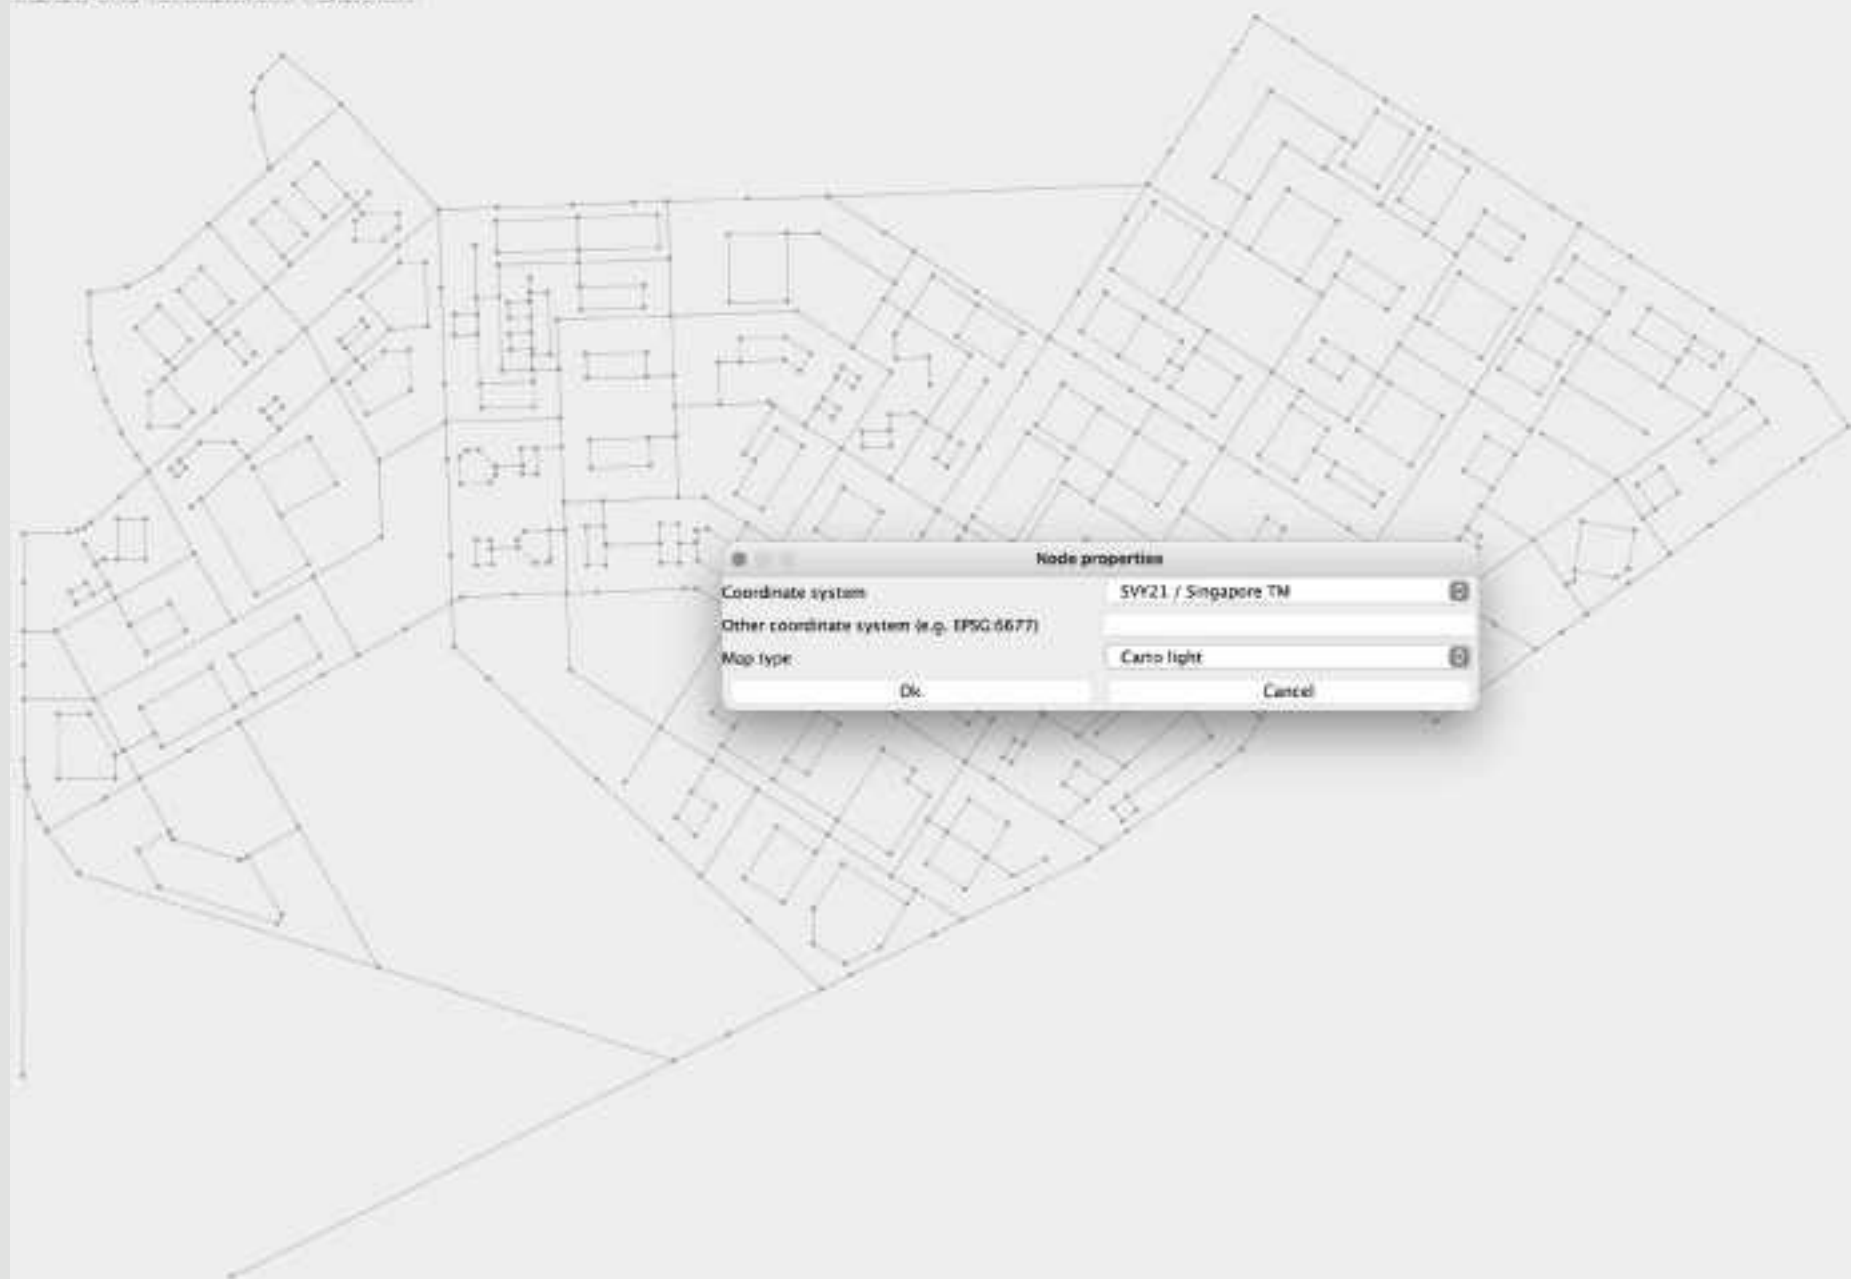 Node properties
Coordinate system SVY21 / Singapore TM
Other coordinate system (e.g. EPSG:6677)
Map type Carto light
Ok Cancel